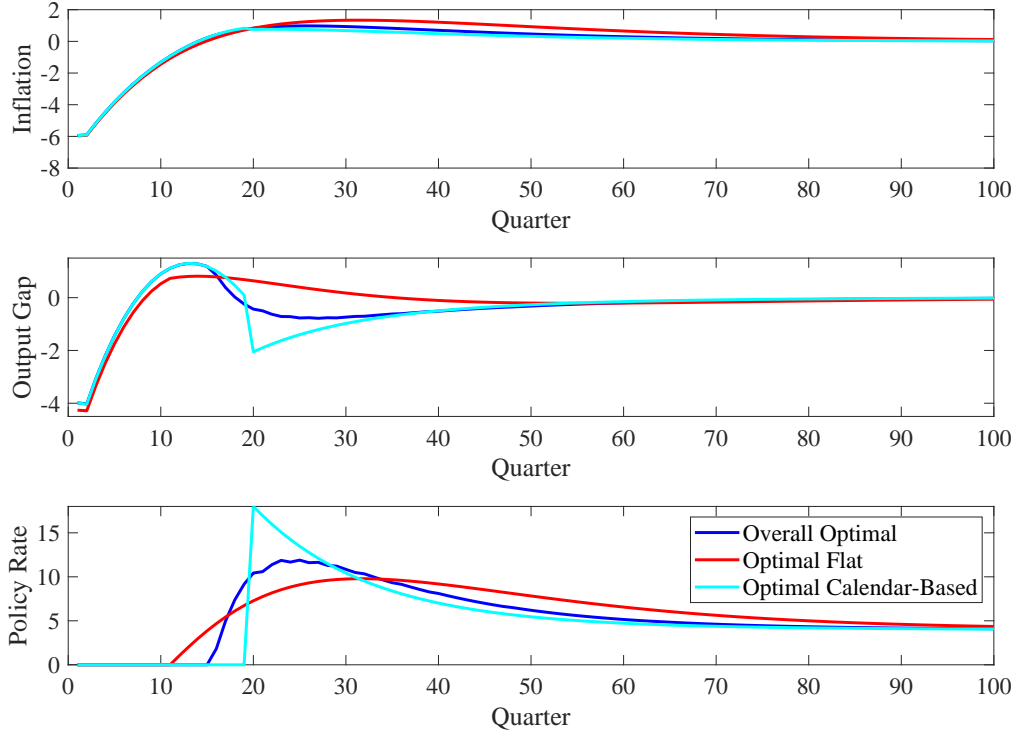 2
0
-2
-4
-6
-8
Inflation
0 10 20 30 40 50 60 70 80 90 100
Quarter
0
-2
-4
Output Gap
0 10 20 30 40 50 60 70 80 90 100
Quarter
15
10
5
0
Policy Rate
Overall Optimal
Optimal Flat
Optimal Calendar-Based
0 10 20 30 40 50 60 70 80 90 100
Quarter